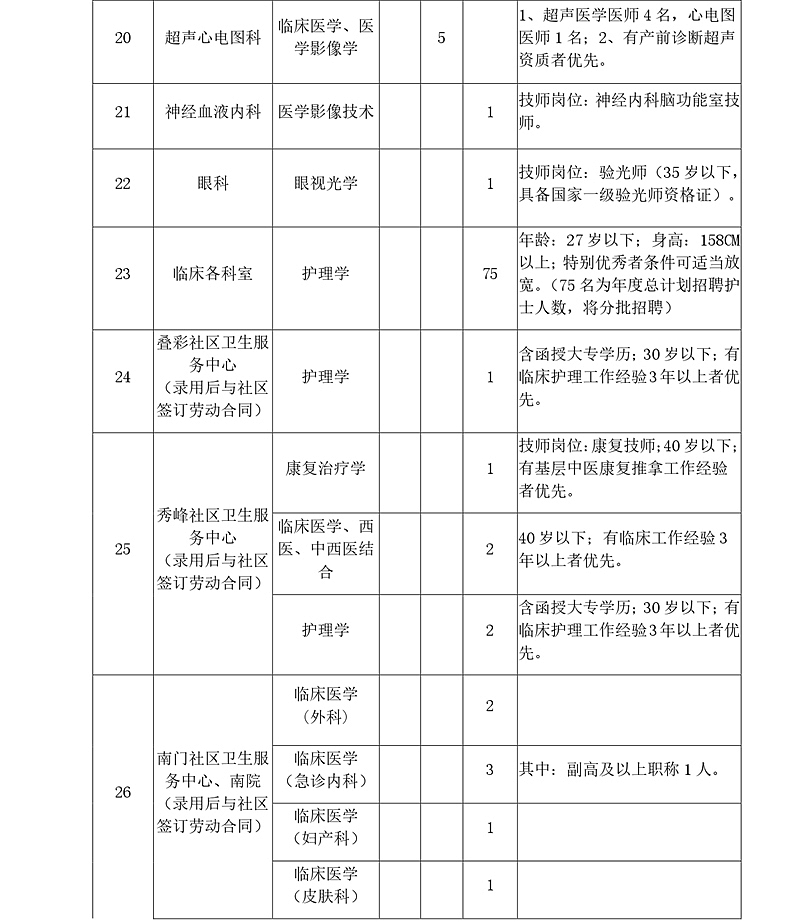 20
超声心电图科
临床医学、医
学影像学
5
1、超声医学医师 4 名，心电图
医师 1 名；2、有产前诊断超声
资质者优先。
21
神经血液内科
医学影像技术
1
技师岗位：神经内科脑功能室技
师。
22
眼科
眼视光学
1
技师岗位：验光师（35 岁以下，
具备国家一级验光师资格证）。
23
临床各科室
护理学
75
年龄：27 岁以下；身高：158CM
以上；特别优秀者条件可适当放
宽。（75 名为年度总计划招聘护
士人数，将分批招聘）
24
叠彩社区卫生服
务中心
（录用后与社区
签订劳动合同）
护理学
1
含函授大专学历；30 岁以下；有
临床护理工作经验 3 年以上者优
先。
25
秀峰社区卫生服
务中心
（录用后与社区
签订劳动合同）
康复治疗学
1
技师岗位：康复技师；40 岁以下；
有基层中医康复推拿工作经验
者优先。
临床医学、西
医、中西医结
合
2
40 岁以下；有临床工作经验 3
年以上者优先。
护理学
2
含函授大专学历；30 岁以下；有
临床护理工作经验 3 年以上者优
先。
26
南门社区卫生服
务中心、南院
（录用后与社区
签订劳动合同）
临床医学
（外科）
2
临床医学
（急诊内科）
3
其中：副高及以上职称 1 人。
临床医学
（妇产科）
1
临床医学
（皮肤科）
1